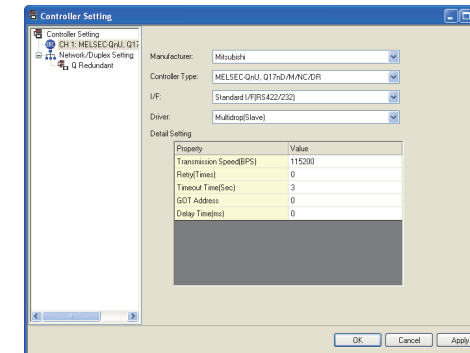 Controller Setting
Controller Setting
CH 1: MELSEC-QnU, Q17
Network/Duplex Setting
Q Redundant
Manufacturer: Mitsubishi
Controller Type: MELSEC-QnU, Q17nD/M/NC/DR
I/F: Standard I/F(RS422/232)
Driver: Multidrop(Slave)
Detail Setting
Property Value
Transmission Speed(BPS) 115200
Retry(Times) 0
Timeout Time(Sec) 3
GOT Address 0
Delay Time(ms) 0
OK Cancel Apply